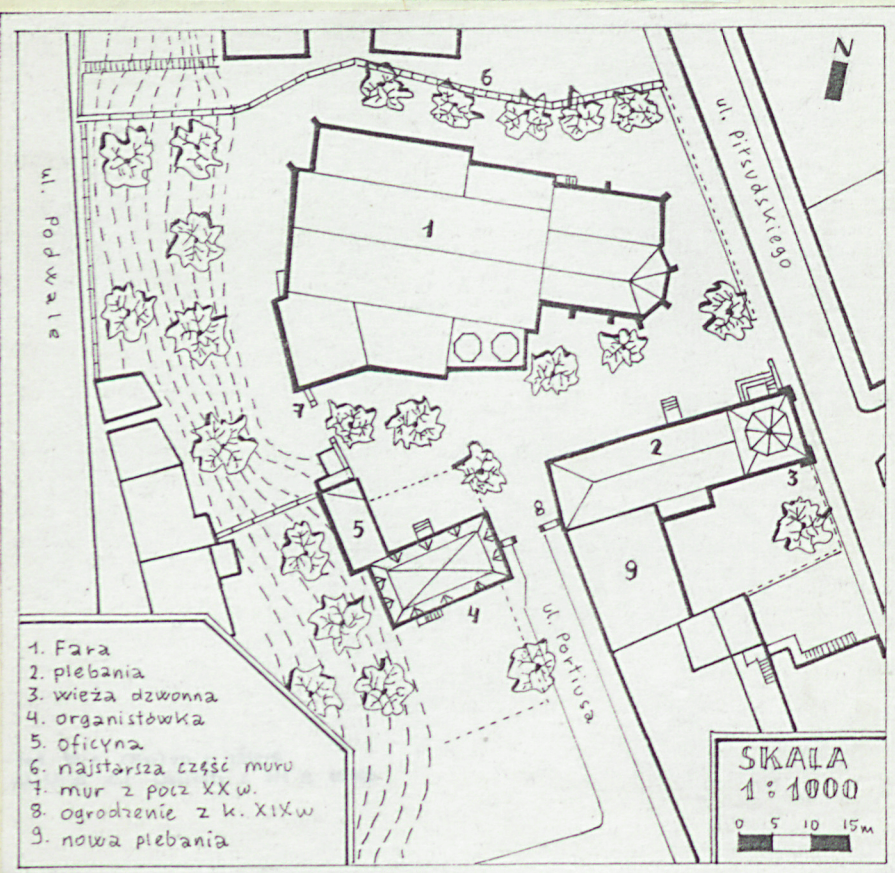 N
6
ul. Piłsudskiego
ul. Podwale
1
7
2
3
8
5
9
4
ul. Portiusa
1. Fara
2. plebania
3. wieża dzwonna
4. organistówka
5. oficyna
6. najstarsza część muru
7. mur z pocz XX w.
8. ogrodzenie z k. XIX w
9. nowa plebania
SKALA
1:1000
0 5 10 15m